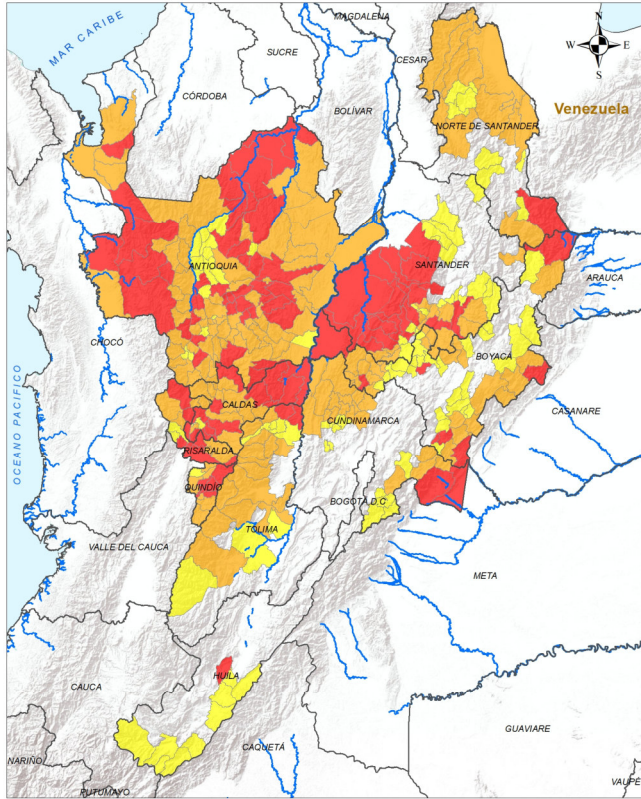 MAGDALENA
N
MAR CARIBE
SUCRE
W
E
CESAR
S
CÓRDOBA
BOLÍVAR
Venezuela
NORTE DE SANTANDER
ANTIOQUIA
SANTANDER
ARAUCA
CHOCÓ
BOYACÁ
CALDAS
CUNDINAMARCA
CASANARE
OCEANO PACIFICO
RISARALDA
QUINDÍO
BOGOTÁ D.C
TOLIMA
VALLE DEL CAUCA
META
HUILA
CAUCA
GUAVIARE
CAQUETÁ
NARIÑO
VAUPÉ
PUTUMAYO